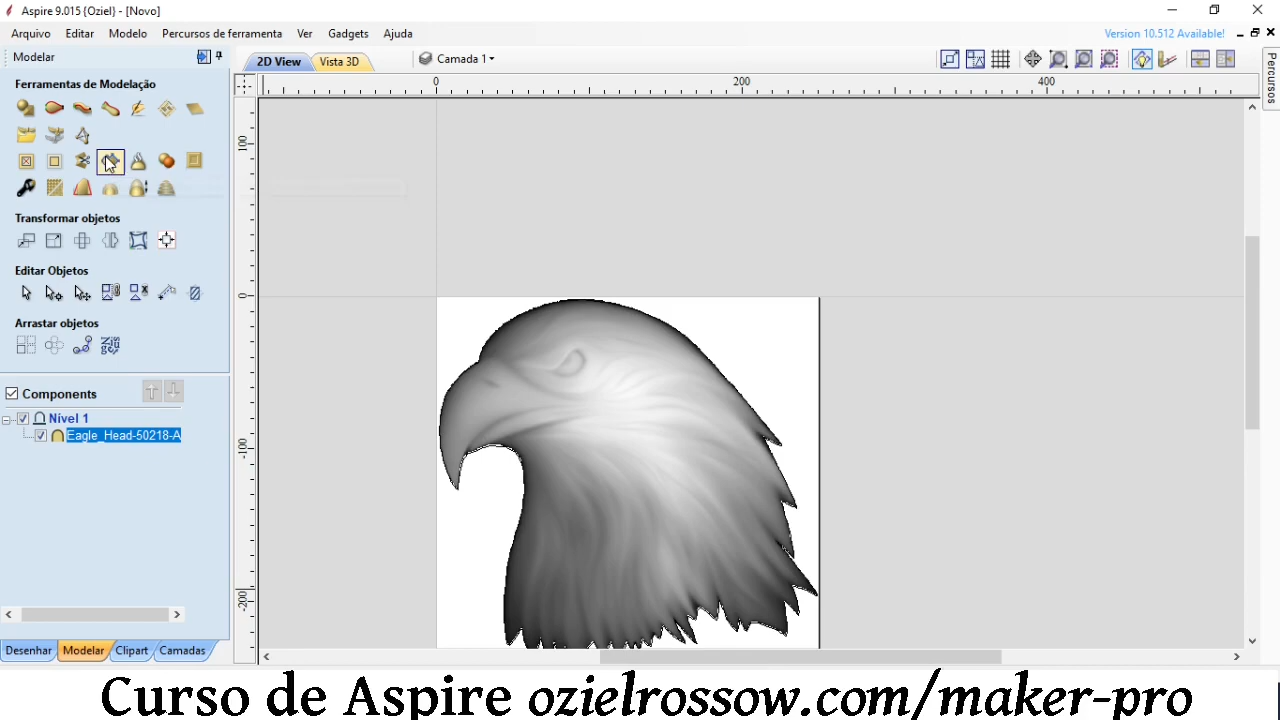 Aspire 9.015 {Oziel} - [Novo]
Arquivo Editar Modelo Percursos de ferramenta Ver Gadgets Ajuda
Version 10.512 Available!
Modelar
2D View Vista 3D Camada 1
Percursos
Ferramentas de Modelação
0 200 400
100
0
-100
-200
Transformar objetos
Editar Objetos
Arrastar objetos
Components
Nível 1
Eagle_Head-50218-A
Desenhar Modelar Clipart Camadas
Curso de Aspire ozielrossow.com/maker-pro